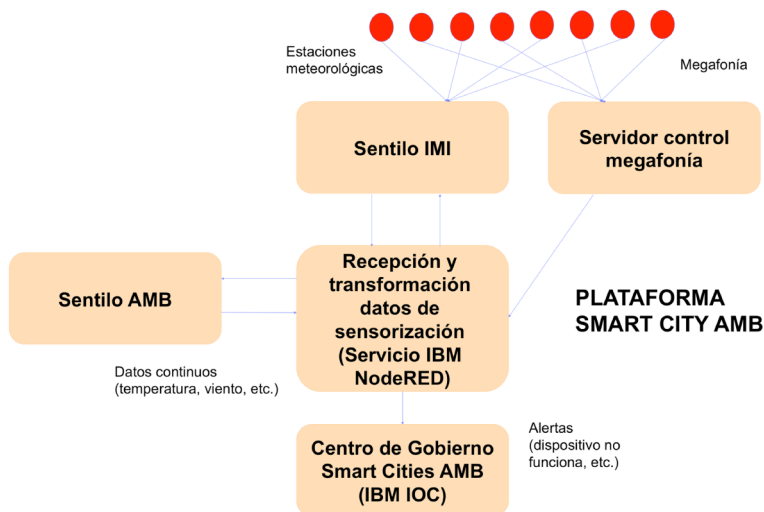 Estaciones
meteorológicas
Megafonía
Sentilo IMI
Servidor control
megafonía
Recepción y
transformación
datos de
sensorización
(Servicio IBM
NodeRED)
Sentilo AMB
PLATAFORMA
SMART CITY AMB
Datos continuos
(temperatura, viento, etc.)
Centro de Gobierno
Smart Cities AMB
(IBM IOC)
Alertas
(dispositivo no
funciona, etc.)